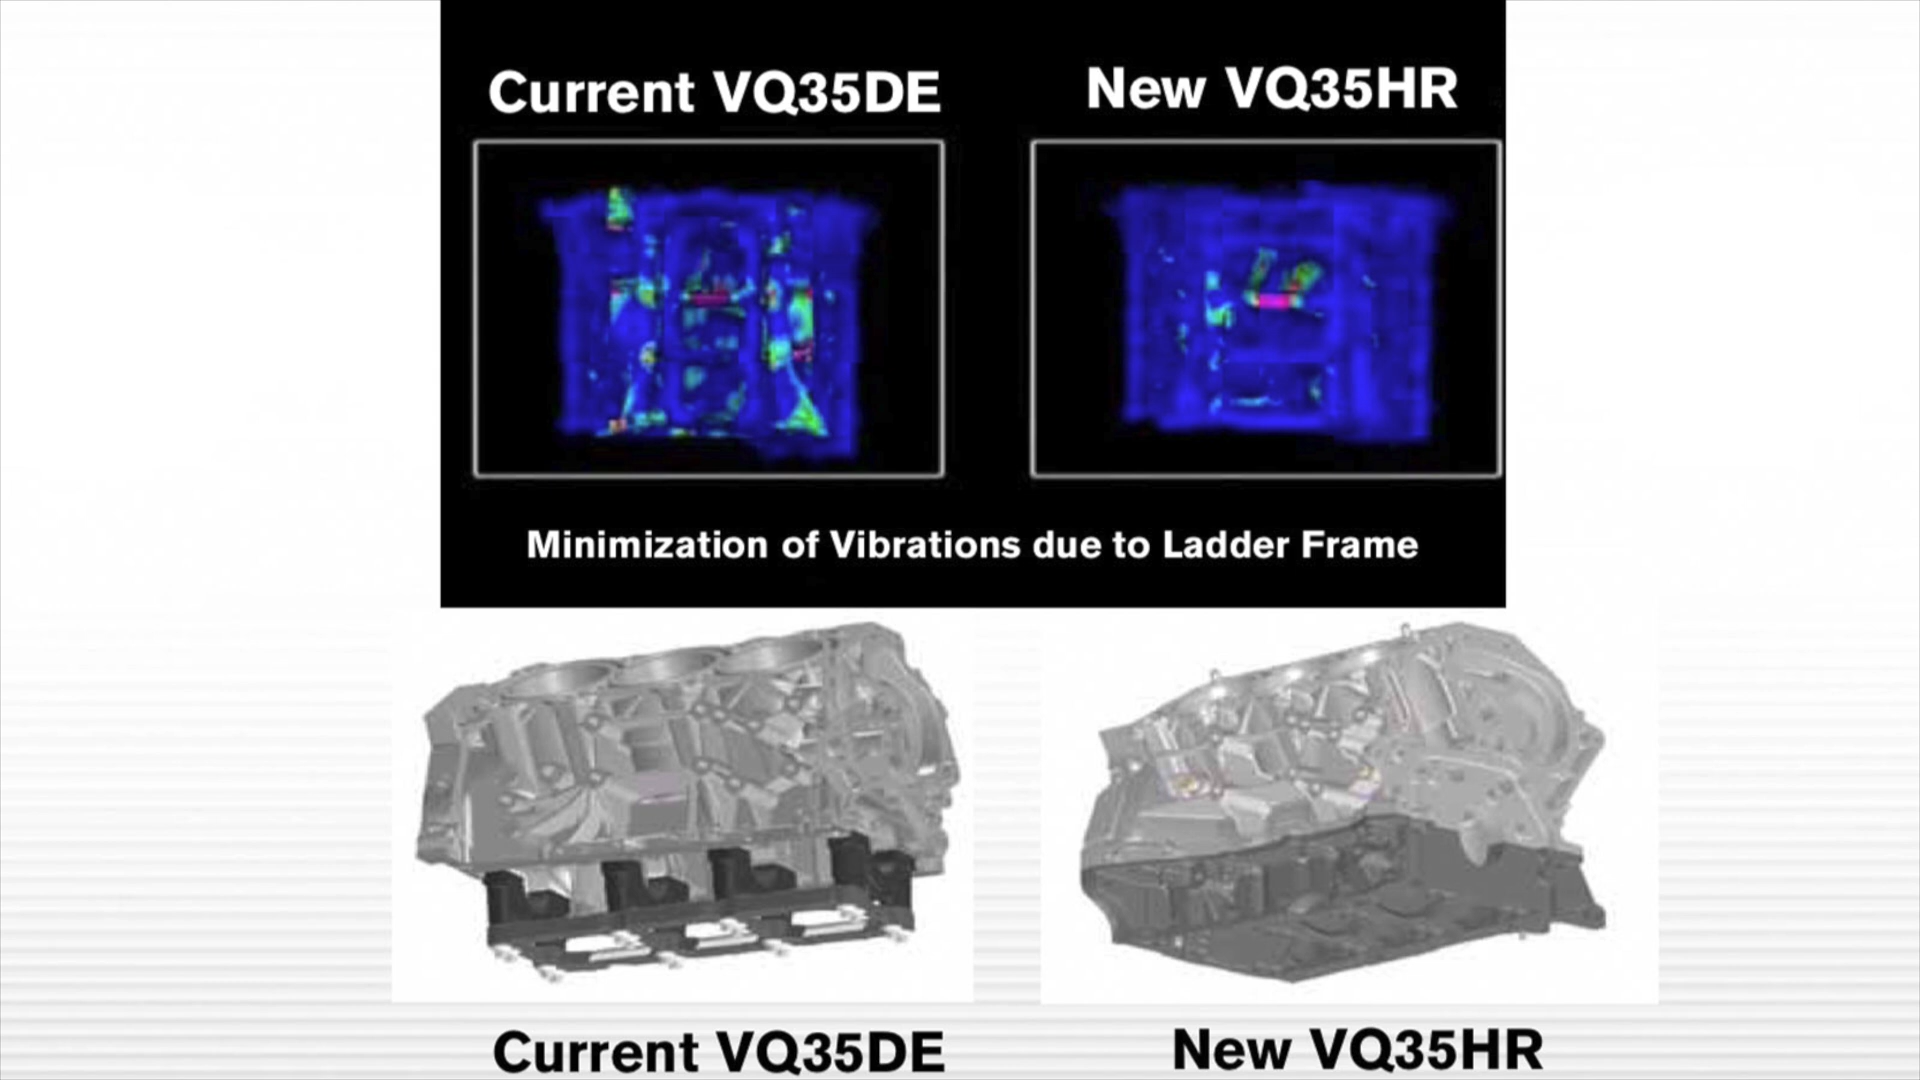 Current VQ35DE
New VQ35HR
Minimization of Vibrations due to Ladder Frame
Current VQ35DE
New VQ35HR